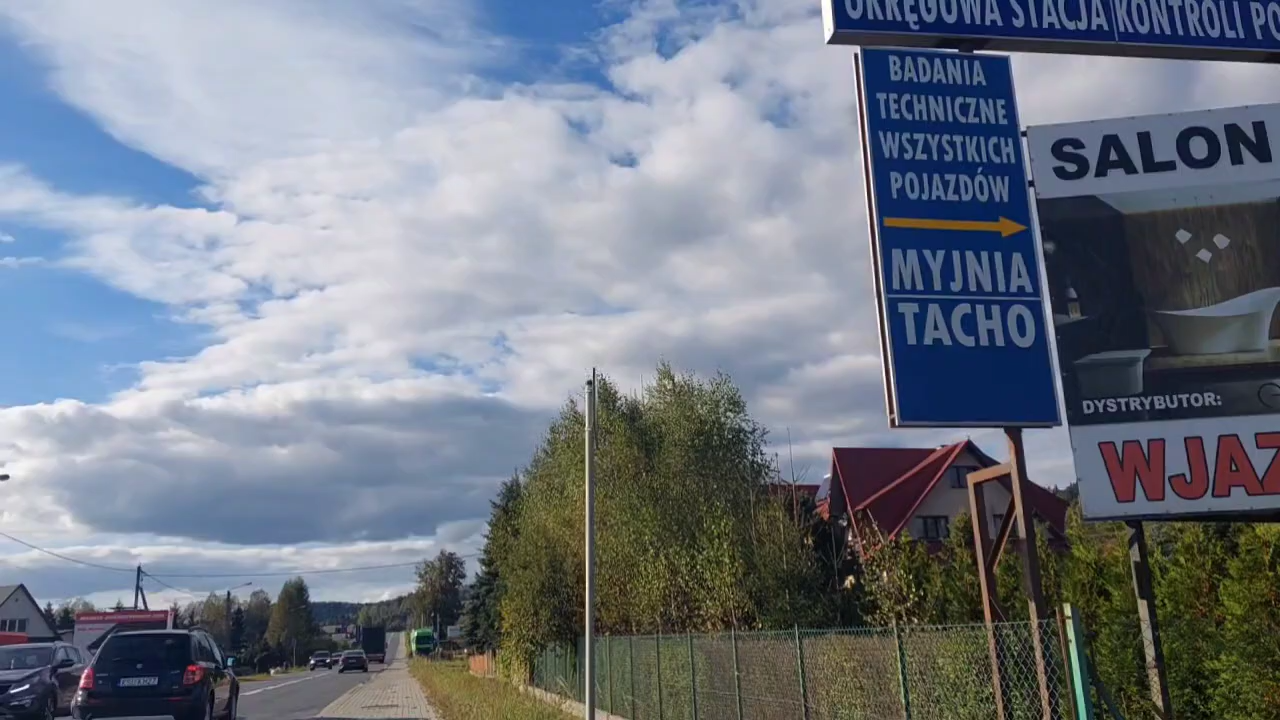 OKRĘGOWA STACJA KONTROLI PO
BADANIA
TECHNICZNE
WSZYSTKICH
POJAZDÓW
MYJNIA
TACHO
SALON
DYSTRYBUTOR:
WJAZ